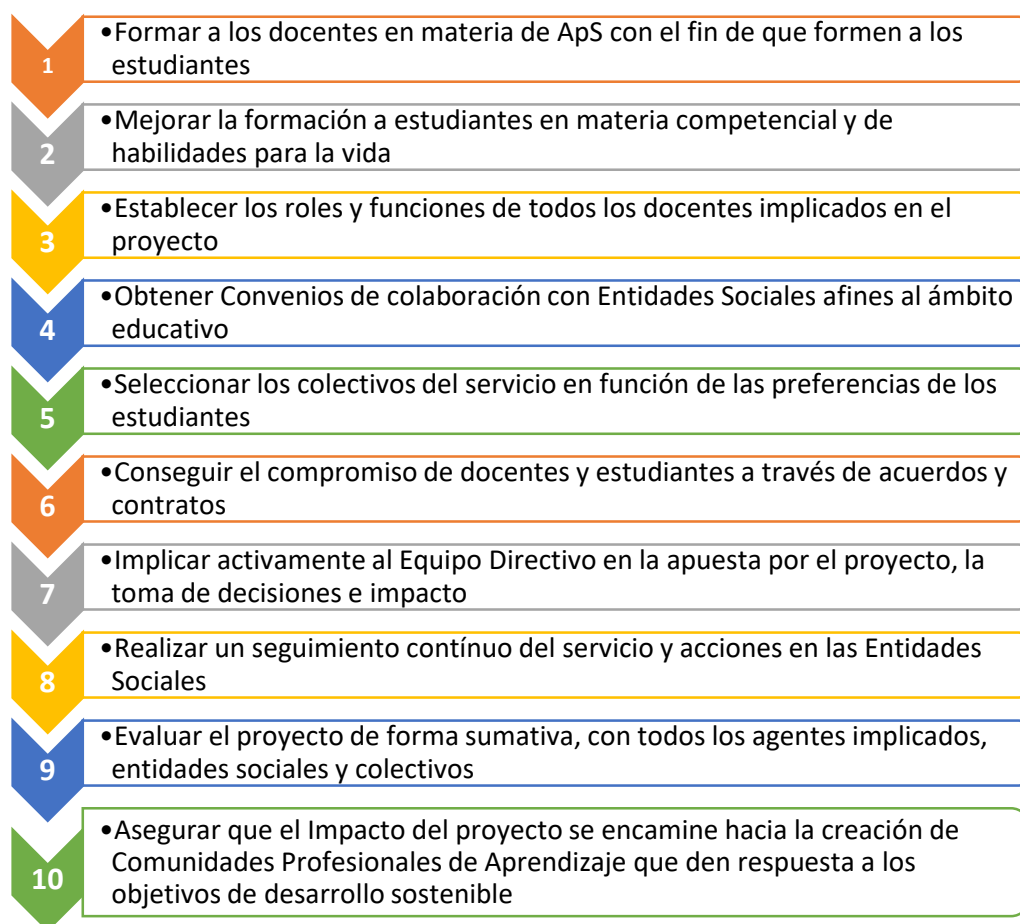 1
•Formar a los docentes en materia de ApS con el fin de que formen a los
estudiantes
2
•Mejorar la formación a estudiantes en materia competencial y de
habilidades para la vida
3
•Establecer los roles y funciones de todos los docentes implicados en el
proyecto
4
•Obtener Convenios de colaboración con Entidades Sociales afines al ámbito
educativo
5
•Seleccionar los colectivos del servicio en función de las preferencias de los
estudiantes
6
•Conseguir el compromiso de docentes y estudiantes a través de acuerdos y
contratos
7
•Implicar activamente al Equipo Directivo en la apuesta por el proyecto, la
toma de decisiones e impacto
8
•Realizar un seguimiento contínuo del servicio y acciones en las Entidades
Sociales
9
•Evaluar el proyecto de forma sumativa, con todos los agentes implicados,
entidades sociales y colectivos
10
•Asegurar que el Impacto del proyecto se encamine hacia la creación de
Comunidades Profesionales de Aprendizaje que den respuesta a los
objetivos de desarrollo sostenible